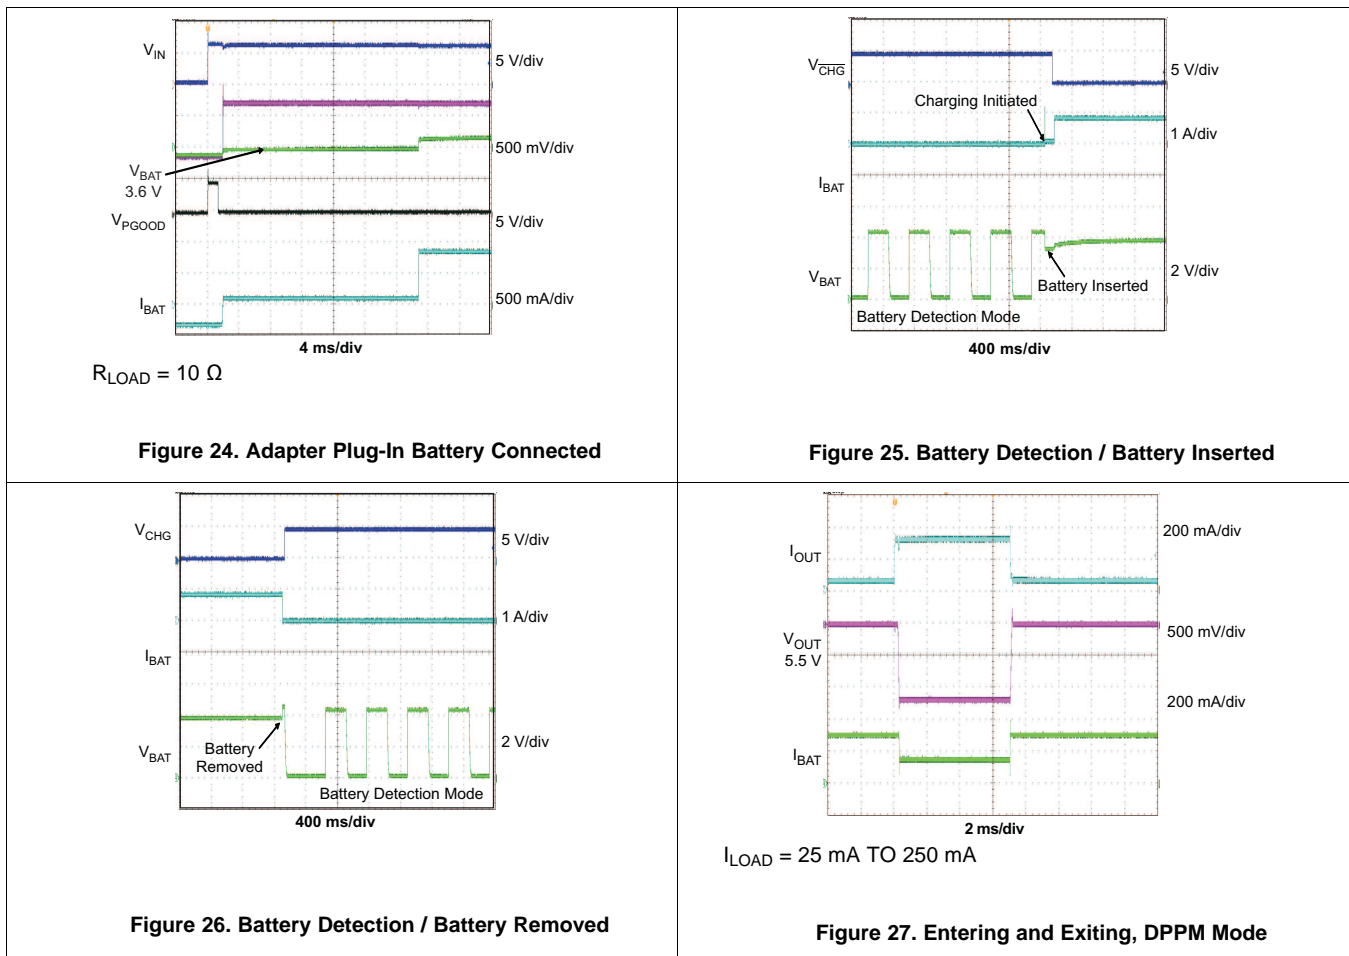 VIN
5 V/div
500 mV/div
VBAT
3.6 V
VPGOOD
5 V/div
IBAT
500 mA/div
4 ms/div
RLOAD = 10 Ω
Figure 24. Adapter Plug-In Battery Connected
VCHG
5 V/div
Charging Initiated
1 A/div
IBAT
VBAT
2 V/div
Battery Inserted
Battery Detection Mode
400 ms/div
Figure 25. Battery Detection / Battery Inserted
VCHG
5 V/div
1 A/div
IBAT
Battery
Removed
VBAT
2 V/div
Battery Detection Mode
400 ms/div
Figure 26. Battery Detection / Battery Removed
200 mA/div
IOUT
VOUT
5.5 V
500 mV/div
200 mA/div
IBAT
2 ms/div
ILOAD = 25 mA TO 250 mA
Figure 27. Entering and Exiting, DPPM Mode